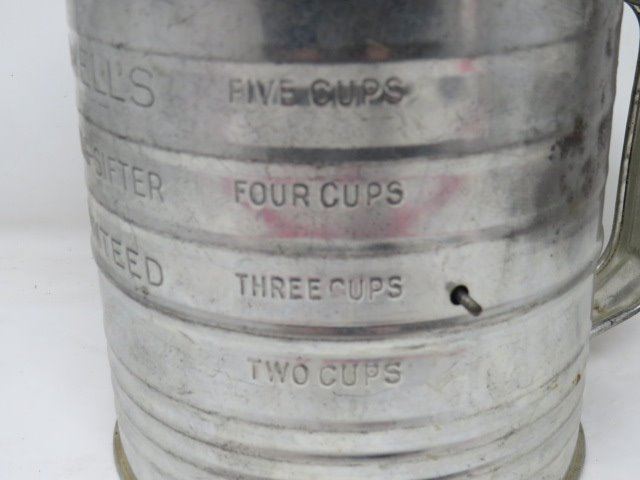 ELL'S FIVE CUPS
-SIFTER FOUR CUPS
TEED THREE CUPS
TWO CUPS